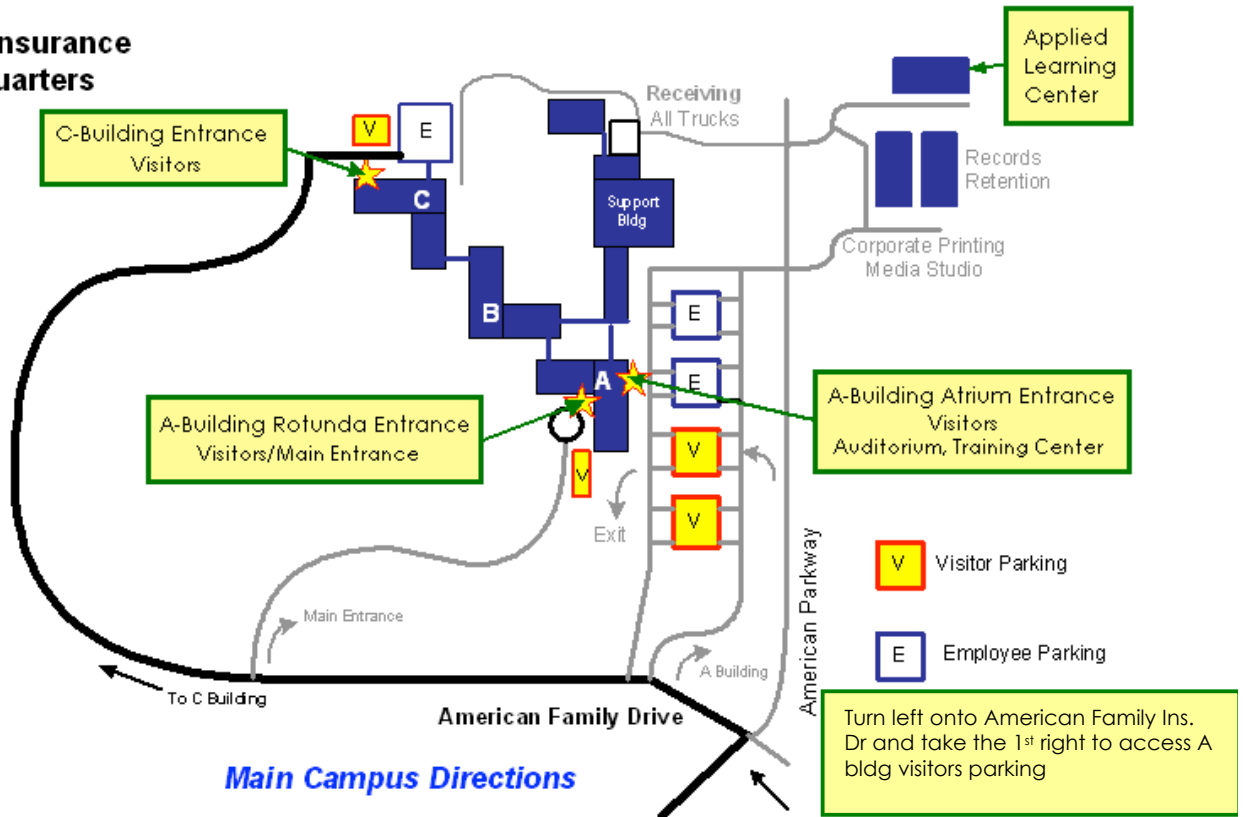 nsurance
uarters
Applied
Learning
Center
Receiving
All Trucks
C-Building Entrance
Visitors
V
E
C
Support
Bldg
Records
Retention
Corporate Printing
Media Studio
B
E
E
A
A-Building Rotunda Entrance
Visitors/Main Entrance
A-Building Atrium Entrance
Visitors
Auditorium, Training Center
V
V
V
Exit
American Parkway
V
Visitor Parking
E
Employee Parking
Main Entrance
A Building
To C Building
American Family Drive
Turn left onto American Family Ins.
Dr and take the 1st right to access A
bldg visitors parking
Main Campus Directions